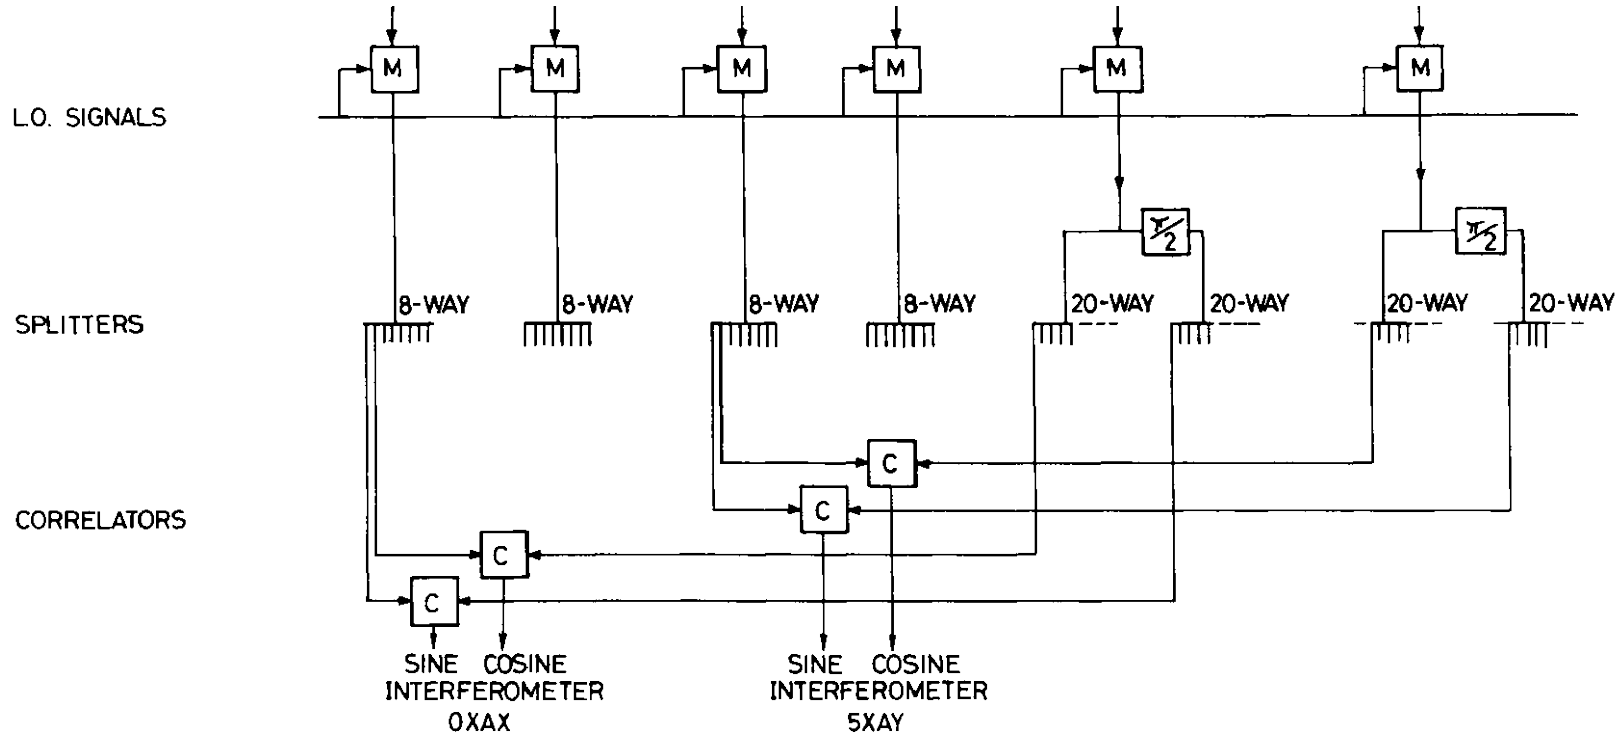 M M M M M M
L.O. SIGNALS
π/2 π/2
8-WAY 8-WAY 8-WAY 8-WAY 20-WAY 20-WAY 20-WAY 20-WAY
SPLITTERS
C
C
CORRELATORS
C
C
SINE COSINE SINE COSINE
INTERFEROMETER INTERFEROMETER
0XAX 5XAY